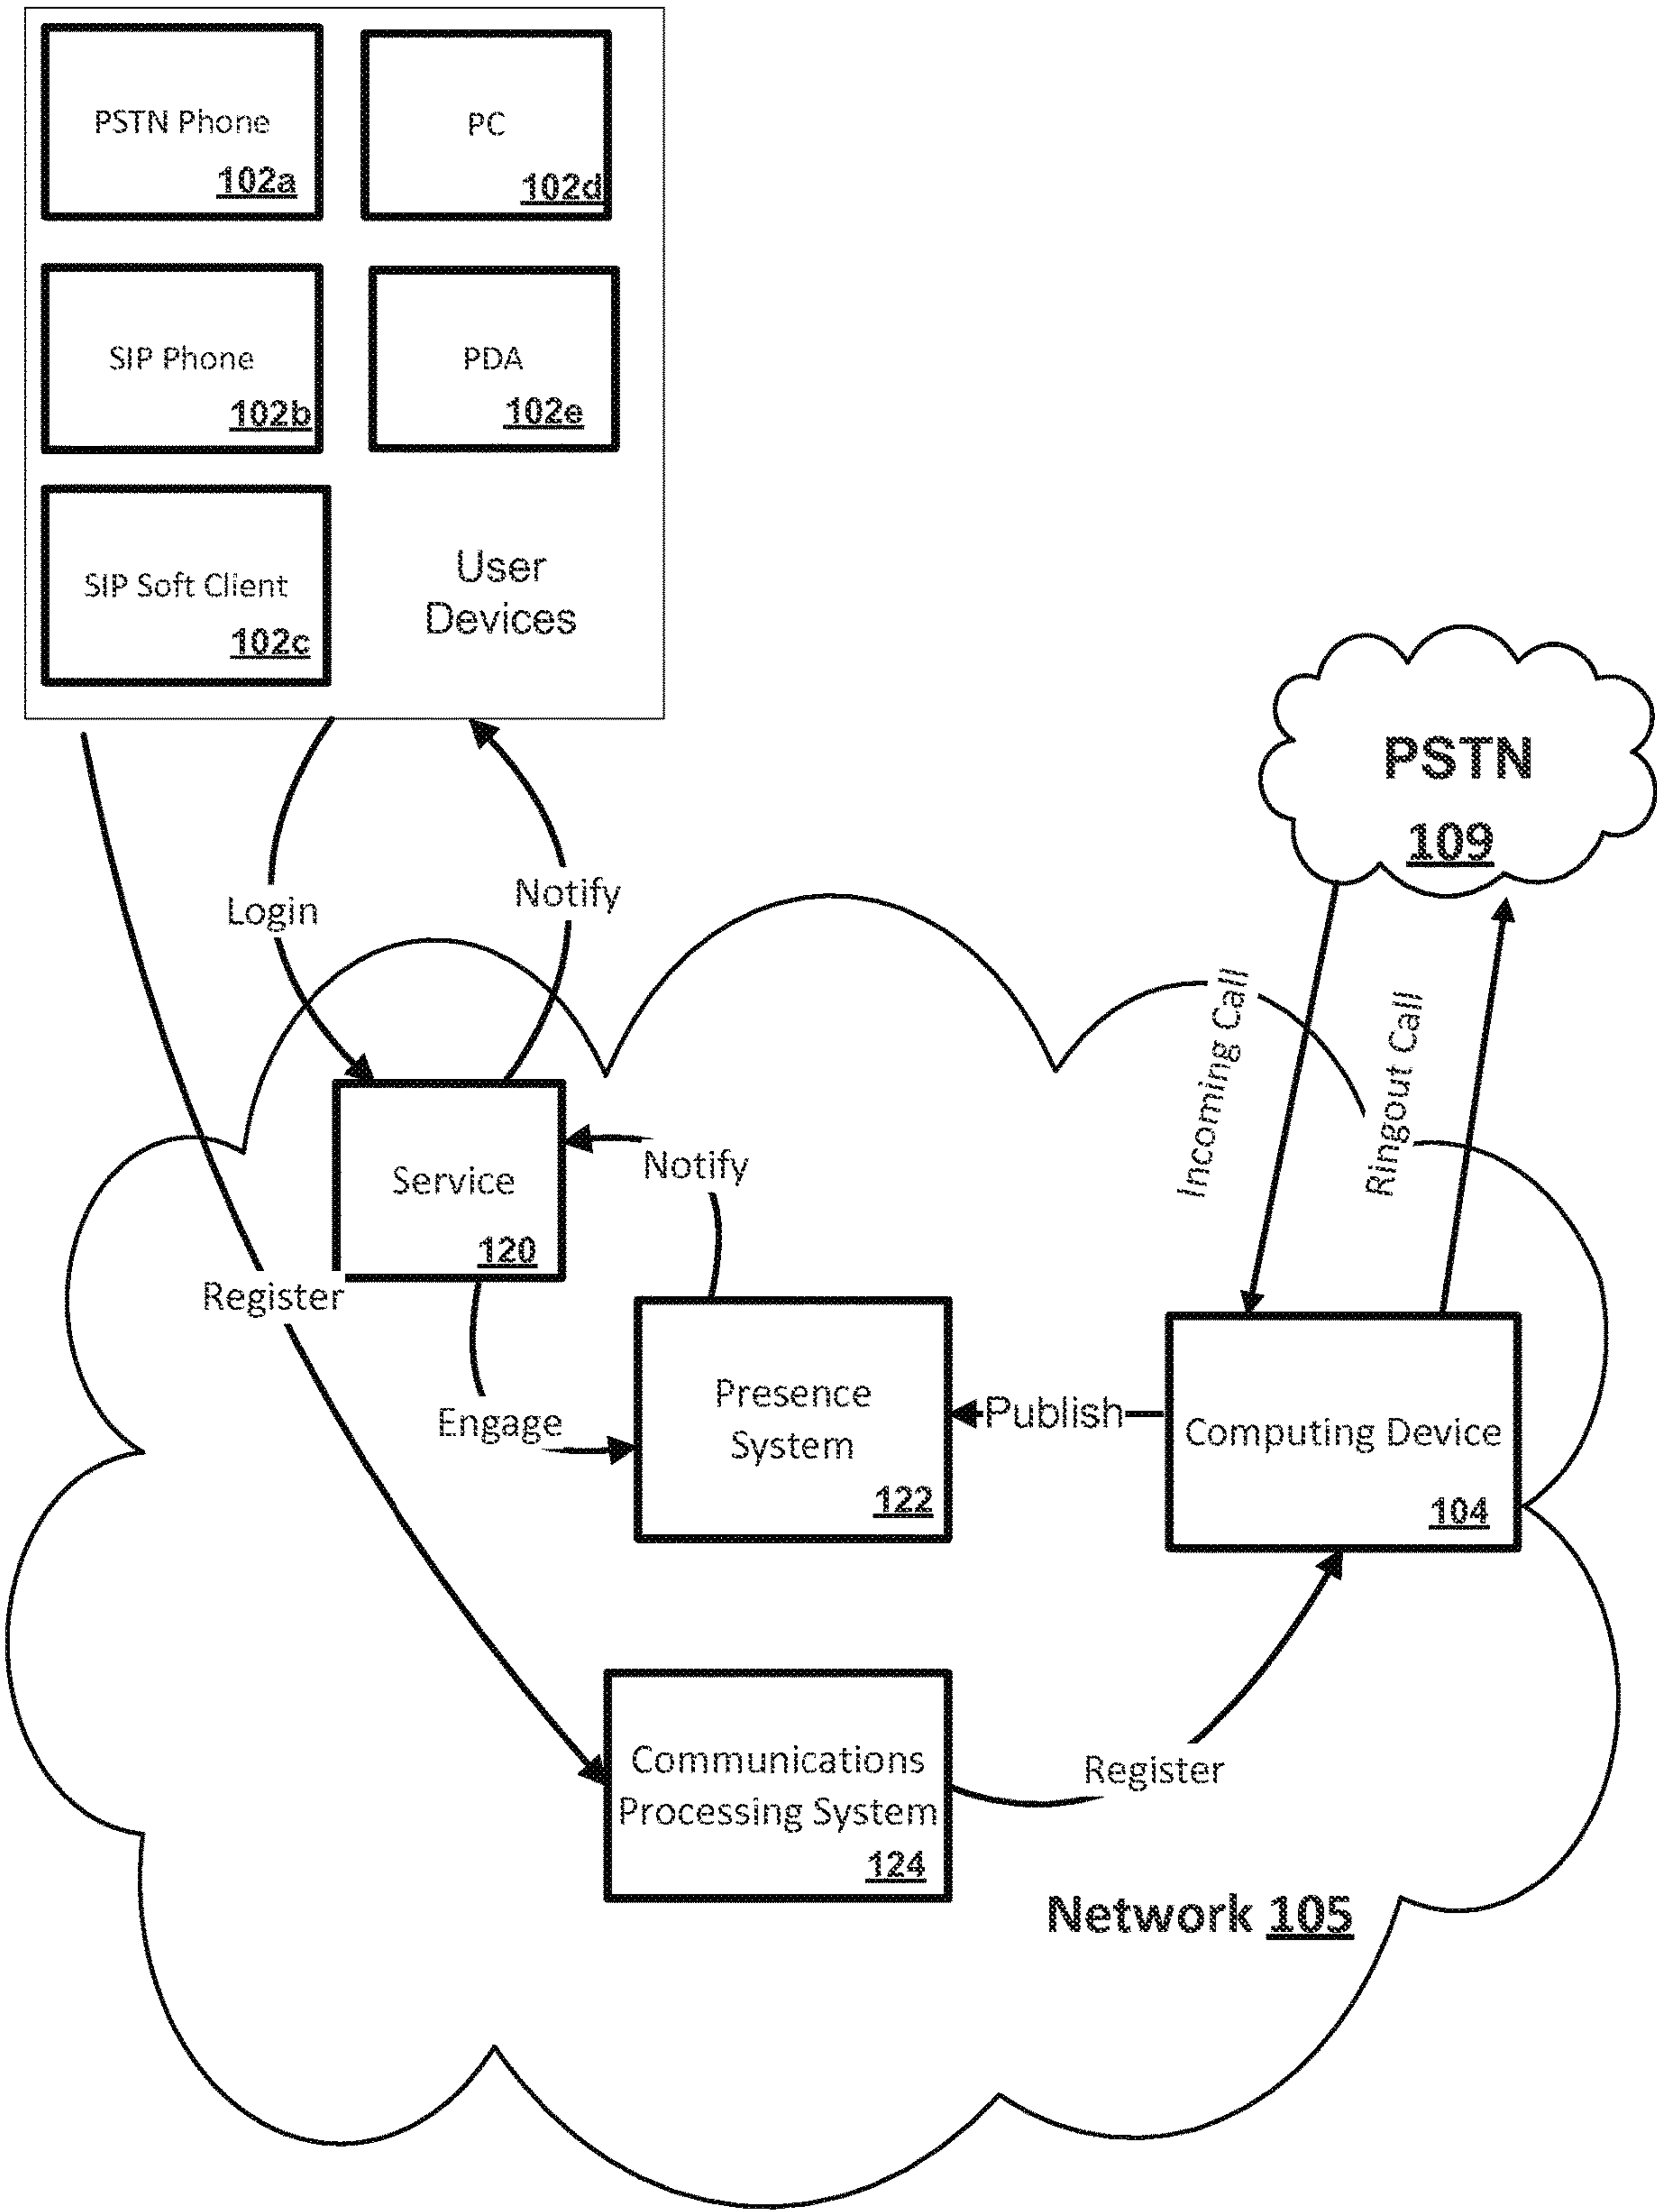 PSTN Phone
102a
PC
102d
SIP Phone
102b
PDA
102e
SIP Soft Client
102c
User
Devices
PSTN
109
Login
Notify
Incoming Call
Ringout Call
Service
120
Notify
Register
Engage
Presence
System
122
Publish
Computing Device
104
Communications
Processing System
124
Register
Network 105